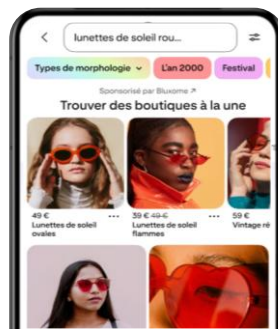 lunettes de soleil rou...
Types de morphologie
L'an 2000
Festival
Sponsorisé par Bluxome
Trouver des boutiques à la une
49 €
Lunettes de soleil
ovales
39 € 49 €
Lunettes de soleil
flammes
59 €
Vintage ré